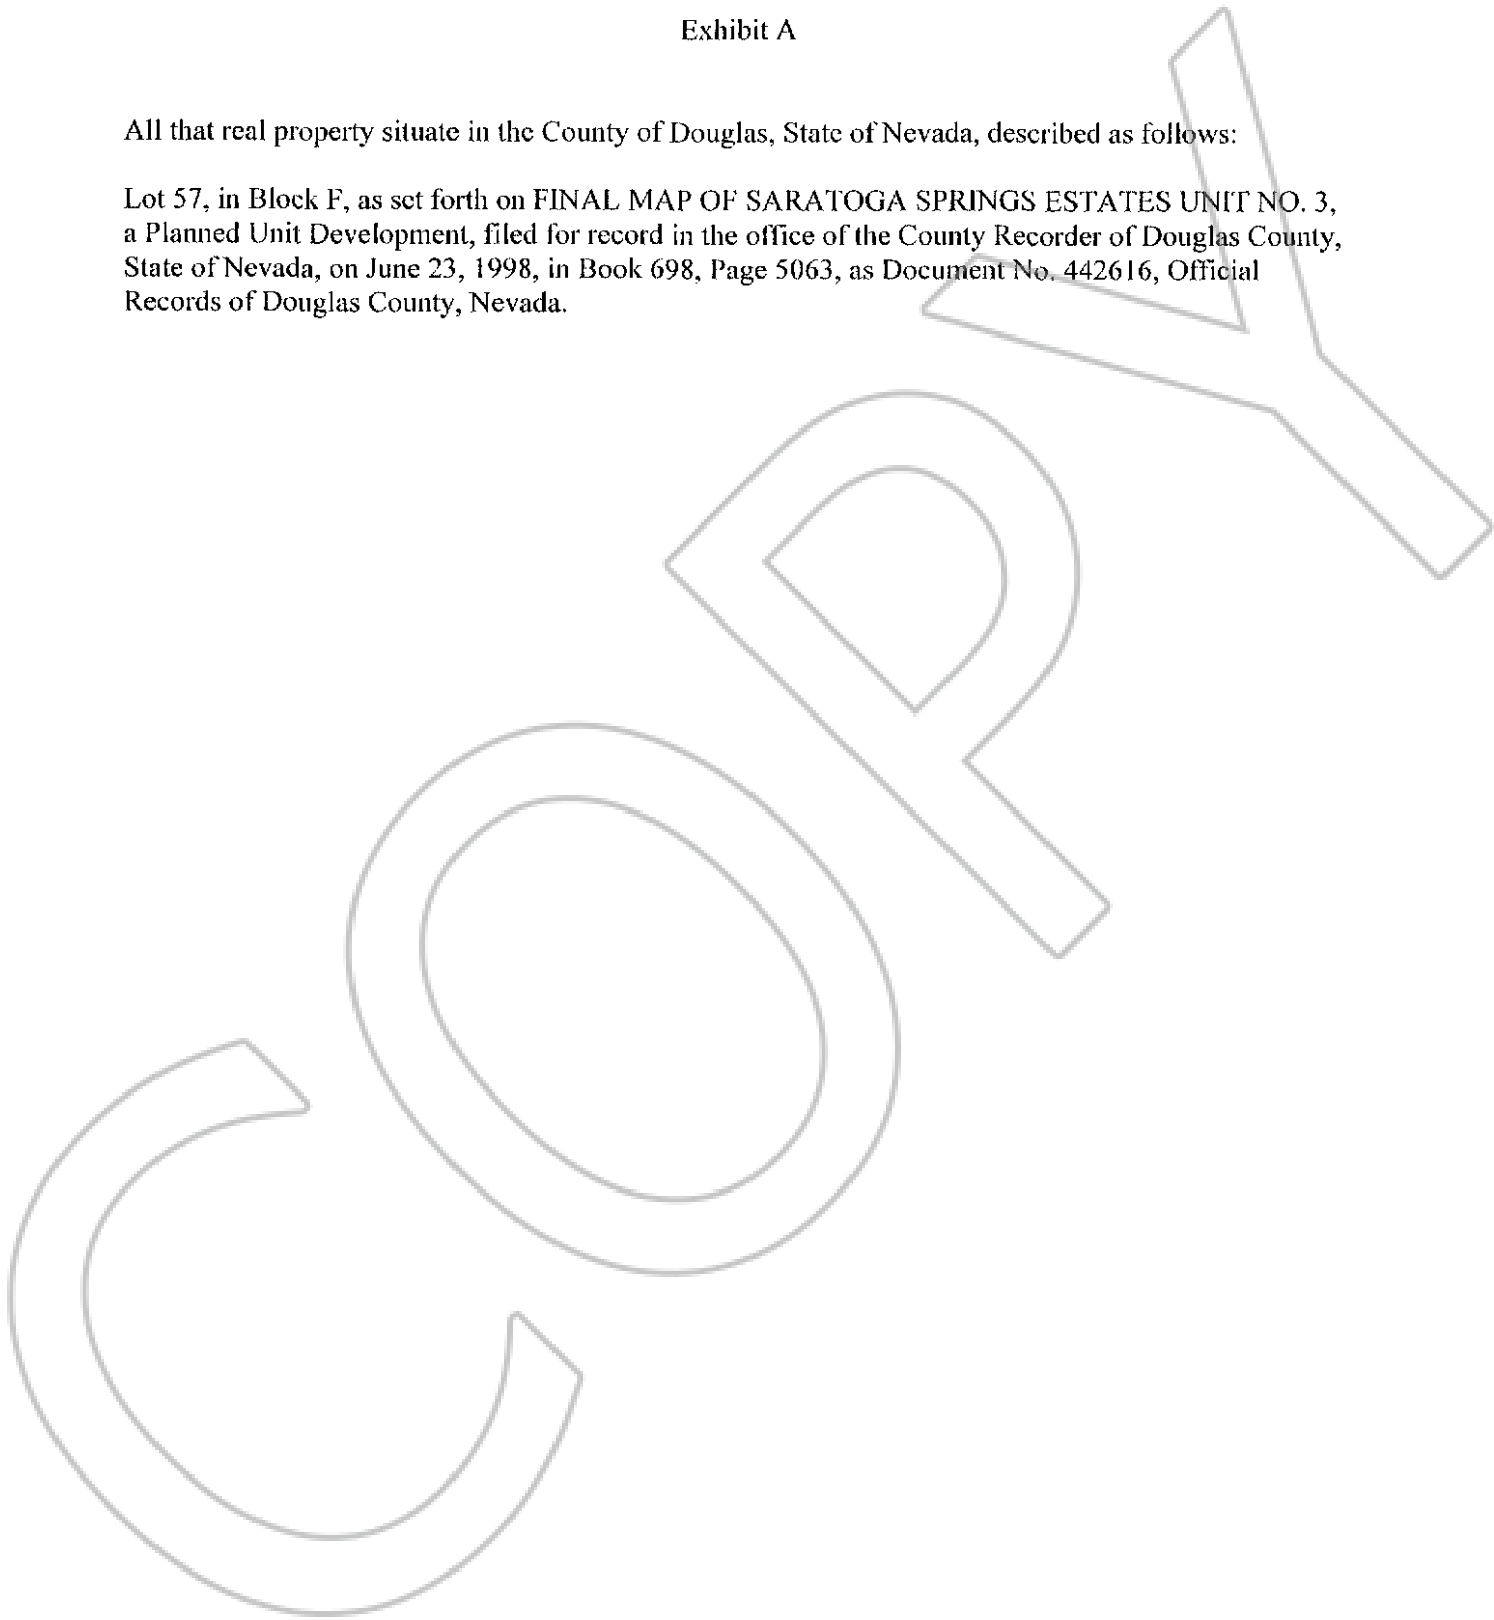 Exhibit A
All that real property situate in the County of Douglas, State of Nevada, described as follows:
Lot 57, in Block F, as set forth on FINAL MAP OF SARATOGA SPRINGS ESTATES UNIT NO. 3,
a Planned Unit Development, filed for record in the office of the County Recorder of Douglas County,
State of Nevada, on June 23, 1998, in Book 698, Page 5063, as Document No. 442616, Official
Records of Douglas County, Nevada.
COPY